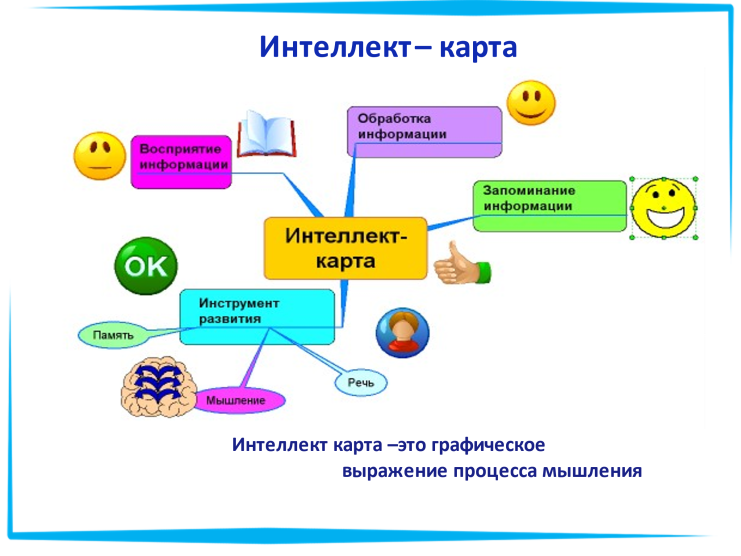 Интеллект – карта
Обработка
информации
Восприятие
информации
Запоминание
информации
Интеллект-
карта
OK
Инструмент
развития
Память
Речь
Мышление
Интеллект карта –это графическое
выражение процесса мышления